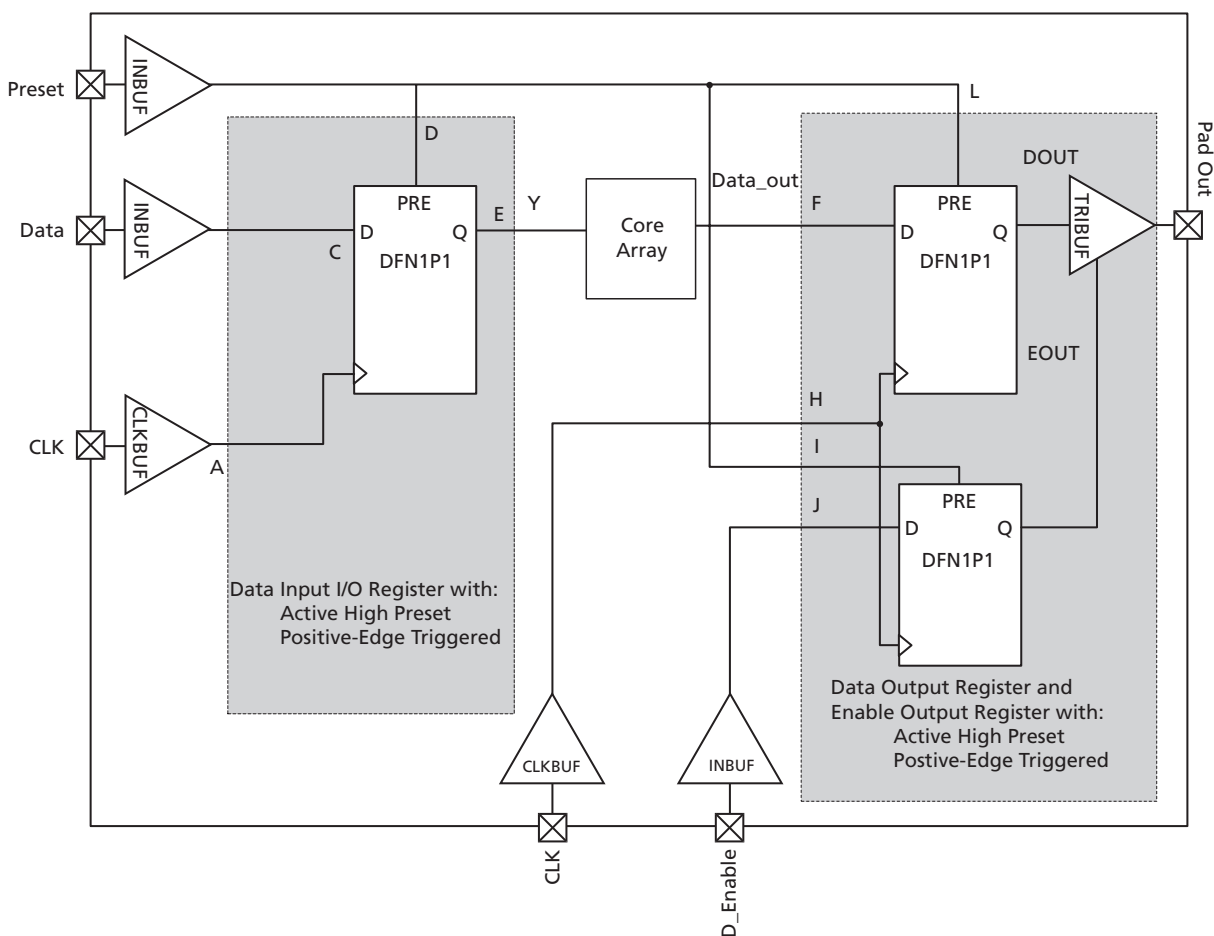 Preset
INBUF
L
D
Pad Out
DOUT
Data_out
PRE
PRE
TRIBUF
Data
INBUF
C
D
Q
E
Y
Core
Array
F
D
Q
DFN1P1
DFN1P1
EOUT
H
CLK
CLKBUF
A
I
PRE
J
D
Q
DFN1P1
Data Input I/O Register with:
Active High Preset
Positive-Edge Triggered
Data Output Register and
Enable Output Register with:
Active High Preset
Postive-Edge Triggered
CLKBUF
INBUF
CLK
D_Enable